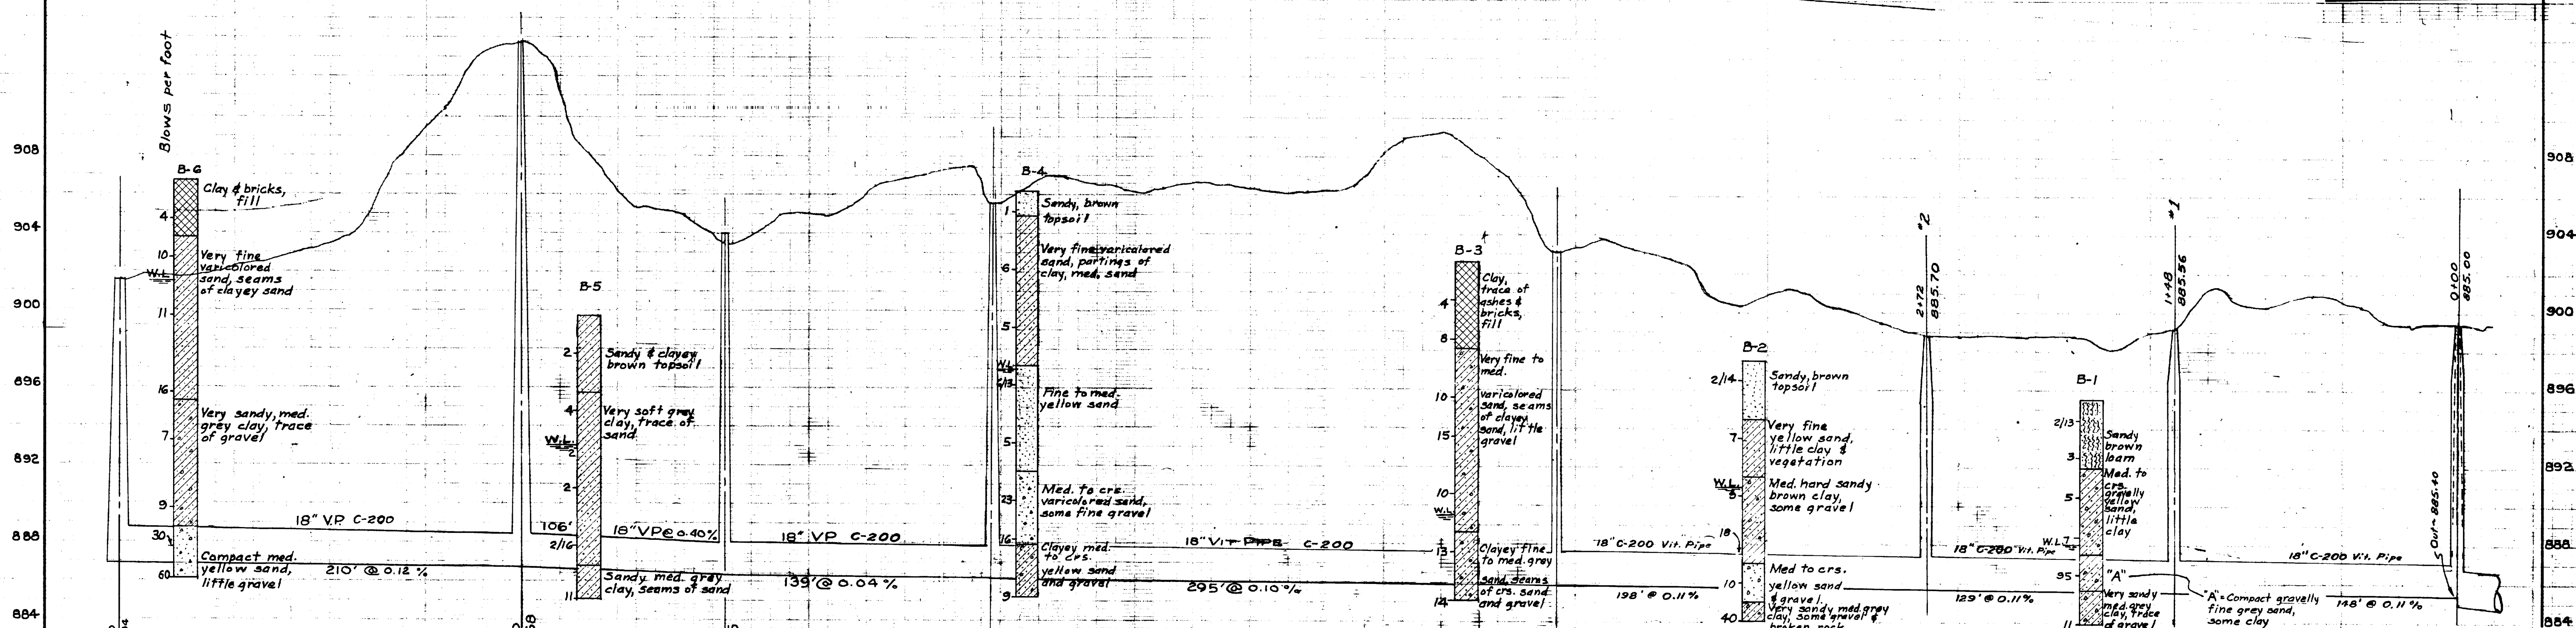 Blows per foot
908
904
900
896
892
888
884
B-6
Clay & bricks,
fill
4
10
W.L.
Very fine
varicolored
sand, seams
of clayey sand
11
16
Very sandy, med.
grey clay, trace
of gravel
7
9
30
Compact med.
yellow sand,
little gravel
60
18" V.P. C-200
210' @ 0.12 %
B-5
2
Sandy & clayey
brown topsoil
4
Very soft grey
clay, trace of
sand
W.L.
2
2
106'
18" VP @ 0.40%
2/16
Sandy med. grey
clay, seams of sand
11
18" VP C-200
139' @ 0.04 %
B-4
1
Sandy, brown
topsoil
Very fine varicolored
sand, partings of
clay, med. sand
6
5
W.L.
Fine to med.
yellow sand
5
Med. to crs.
varicolored sand,
some fine gravel
23
16
Clayey med.
to crs.
yellow sand
and gravel
9
18" VIT PIPE C-200
295' @ 0.10 %
B-3
Clay,
trace of
ashes &
bricks,
fill
4
8
Very fine to
med.
varicolored
sand, seams
of clayey
sand, little
gravel
10
15
10
W.L.
13
Clayey fine
to med. grey
sand, seams
of crs. sand
and gravel
14
18" C-200 Vit. Pipe
198' @ 0.11%
B-2
2/14
Sandy, brown
topsoil
7
Very fine
yellow sand,
little clay &
vegetation
W.L.
5
Med. hard sandy
brown clay,
some gravel
18
Med to crs.
yellow sand
& gravel
10
Very sandy med. grey
clay, some gravel &
broken rock
40
#2
2+72
885.70
18" C-200 Vit. Pipe
129' @ 0.11%
B-1
2/13
Sandy
brown
loam
3
Med. to
crs.
gravelly
yellow
sand,
little
clay
5
W.L. 7
95
"A"
Very sandy
med. grey
clay, trace
of gravel
11
"A"=Compact gravelly
fine grey sand,
some clay
#1
1+48
885.56
18" C-200 Vit. Pipe
148' @ 0.11%
0+00
885.00
Out - 885.40
908
904
900
896
892
888
884